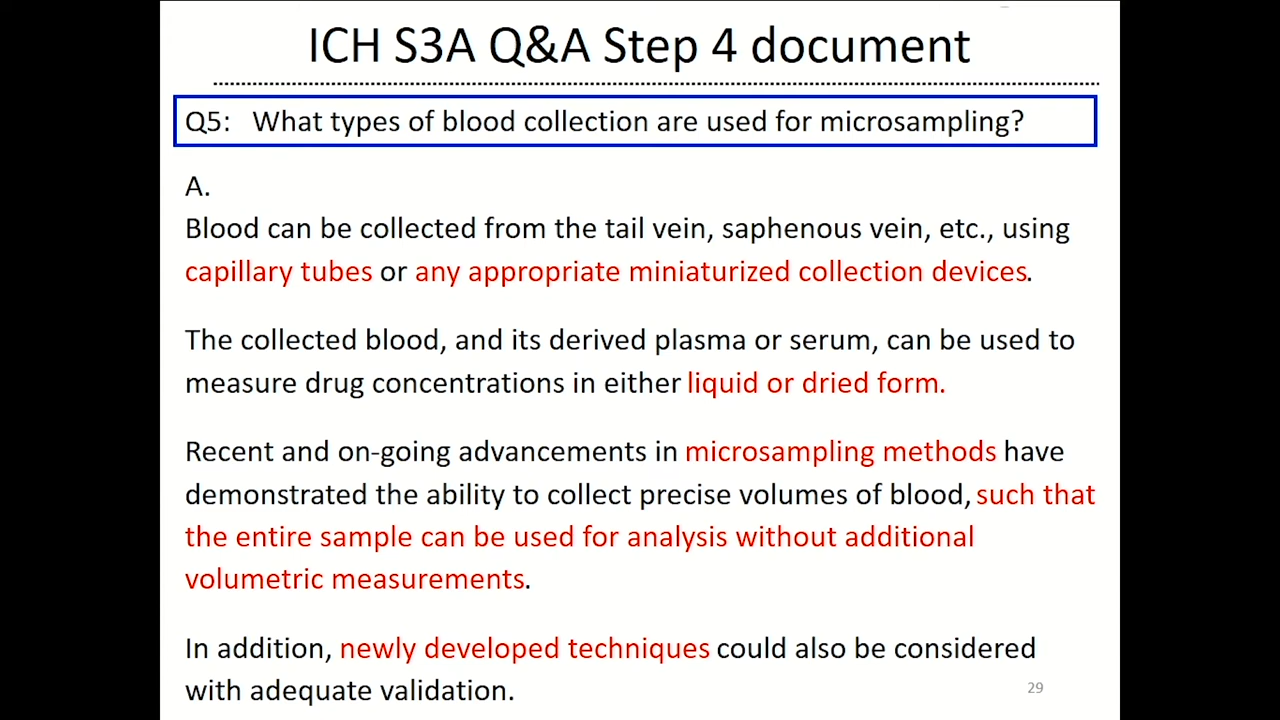 ICH S3A Q&A Step 4 document
Q5: What types of blood collection are used for microsampling?
A.
Blood can be collected from the tail vein, saphenous vein, etc., using
capillary tubes or any appropriate miniaturized collection devices.
The collected blood, and its derived plasma or serum, can be used to
measure drug concentrations in either liquid or dried form.
Recent and on-going advancements in microsampling methods have
demonstrated the ability to collect precise volumes of blood, such that
the entire sample can be used for analysis without additional
volumetric measurements.
In addition, newly developed techniques could also be considered
with adequate validation.
29